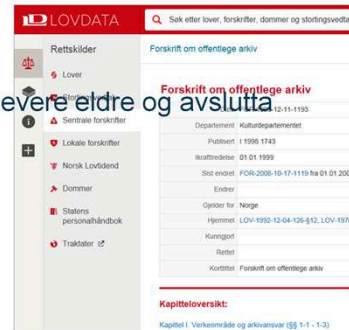 LOVDATA
Søk etter lover, forskrifter, dommer og stortingsvedta
Rettskilder
Forskrift om offentlege arkiv
Lover
Forskrift om offentlege arkiv
evere eldre og avslutta
12-11-1193
Sentrale forskrifter
Departement Kulturdepartementet
Publisert I 1998 1743
Lokale forskrifter
Ikrafttredelse 01.01.1999
Norsk Lovtidend
Sist endret FOR-2008-10-17-1119 fra 01.01.200
Endrer
Dommer
Gjelder for Norge
Statens
personalhåndbok
Hjemmel LOV-1992-12-04-126-§12, LOV-197
Kunngjort
Traktater
Rettet
Korttittel Forskrift om offentlege arkiv
Kapitteloversikt:
Kapittel I. Verkeområde og arkivansvar (§§ 1-1 - 1-3)